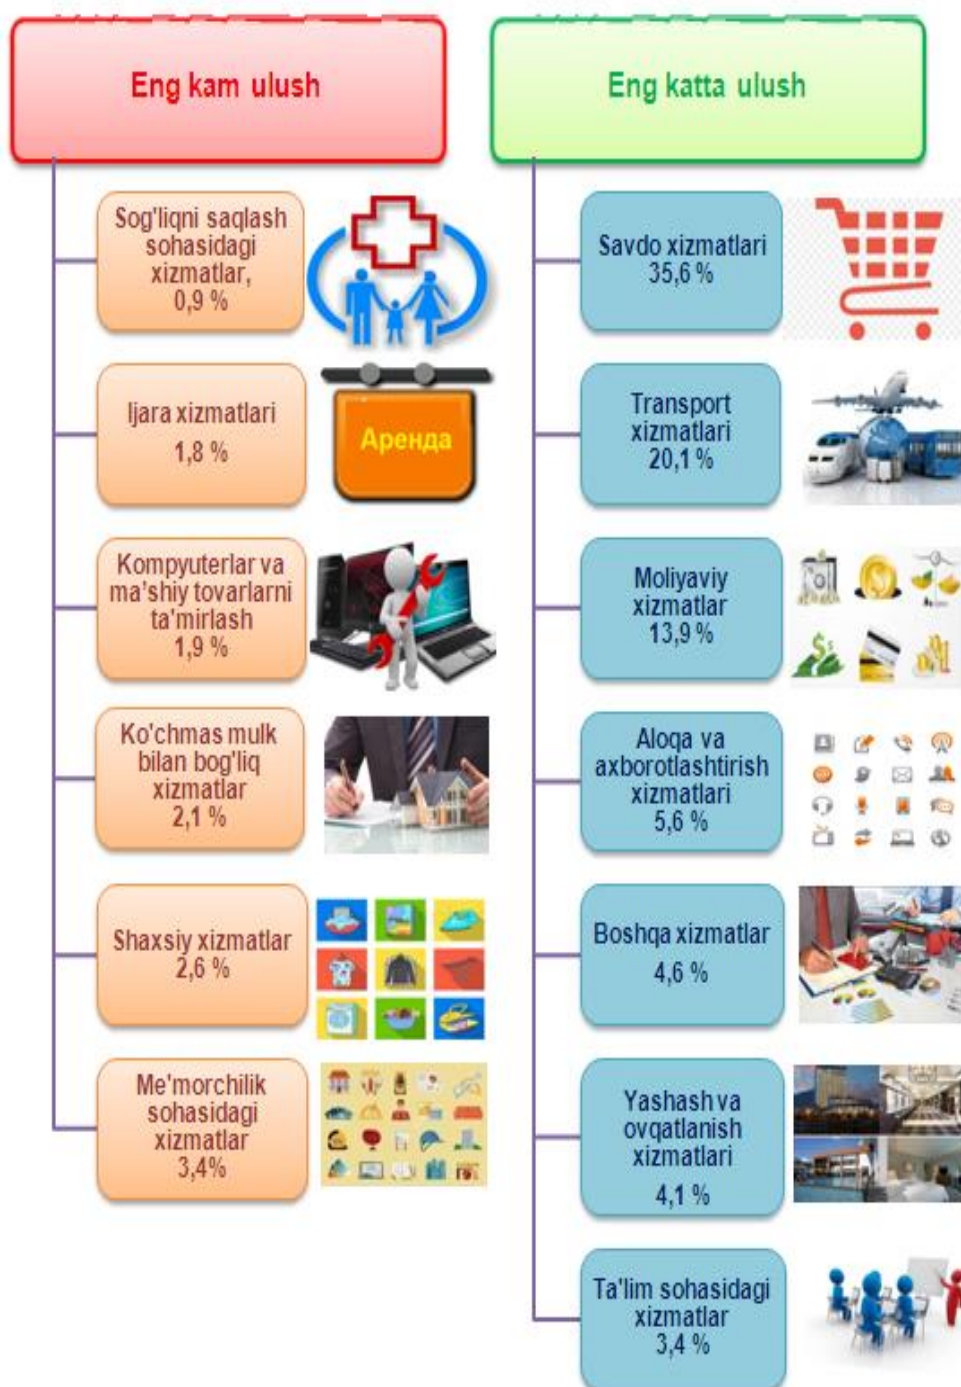 Eng kam ulush
Sog'liqni saqlash
sohasidagi
xizmatlar,
0,9 %
Ijara xizmatlari
1,8 %
Аренда
Kompyuterlar va
ma'shiy tovarlarni
ta'mirlash
1,9 %
Ko'chmas mulk
bilan bog'liq
xizmatlar
2,1 %
Shaxsiy xizmatlar
2,6 %
Me'morchilik
sohasidagi
xizmatlar
3,4%
Eng katta ulush
Savdo xizmatlari
35,6 %
Transport
xizmatlari
20,1 %
Moliyaviy
xizmatlar
13,9 %
Aloqa va
axborotlashtirish
xizmatlari
5,6 %
Boshqa xizmatlar
4,6 %
Yashash va
ovqatlanish
xizmatlari
4,1 %
Ta'lim sohasidagi
xizmatlar
3,4 %